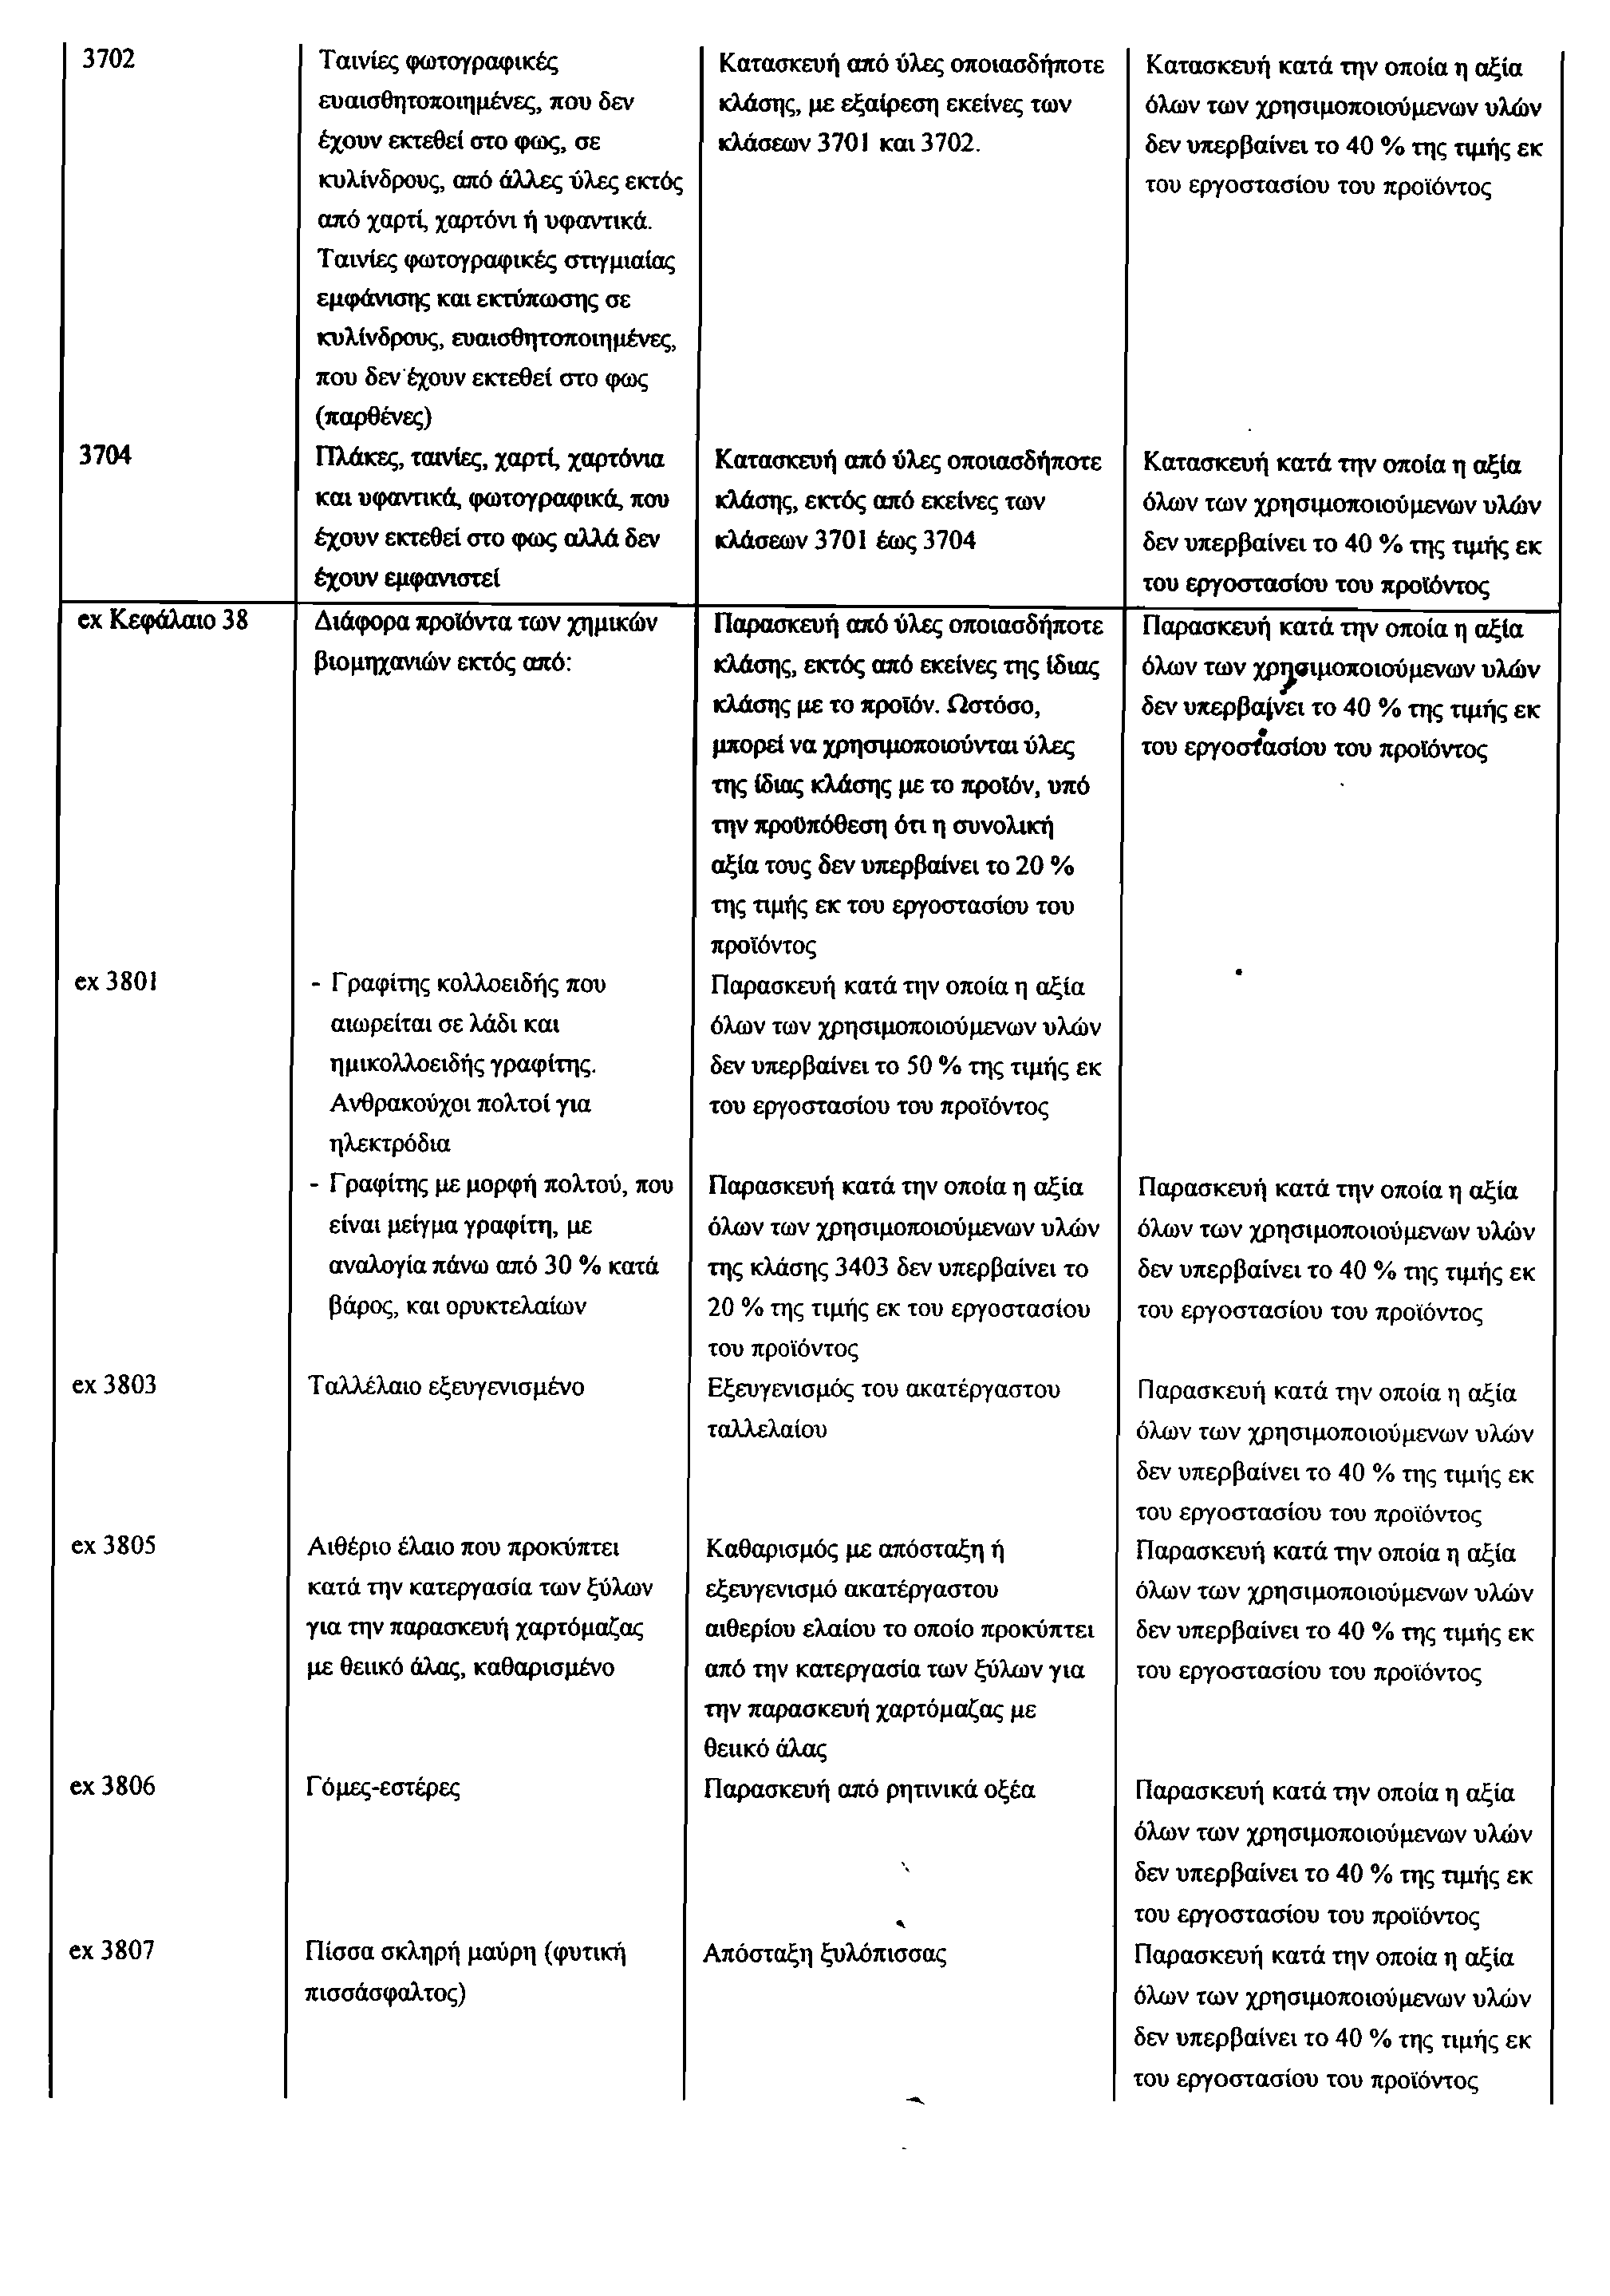 3702
Ταινίες φωτογραφικές
ευαισθητοποιημένες, που δεν
έχουν εκτεθεί στο φως, σε
κυλίνδρους, από άλλες ύλες εκτός
από χαρτί, χαρτόνι ή υφαντικά.
Ταινίες φωτογραφικές στιγμιαίας
εμφάνισης και εκτύπωσης σε
κυλίνδρους, ευαισθητοποιημένες,
που δεν έχουν εκτεθεί στο φως
(παρθένες)
Κατασκευή από ύλες οποιασδήποτε
κλάσης, με εξαίρεση εκείνες των
κλάσεων 3701 και 3702.
Κατασκευή κατά την οποία η αξία
όλων των χρησιμοποιούμενων υλών
δεν υπερβαίνει το 40 % της τιμής εκ
του εργοστασίου του προϊόντος
3704
Πλάκες, ταινίες, χαρτί, χαρτόνια
και υφαντικά, φωτογραφικά, που
έχουν εκτεθεί στο φως αλλά δεν
έχουν εμφανιστεί
Κατασκευή από ύλες οποιασδήποτε
κλάσης, εκτός από εκείνες των
κλάσεων 3701 έως 3704
Κατασκευή κατά την οποία η αξία
όλων των χρησιμοποιούμενων υλών
δεν υπερβαίνει το 40 % της τιμής εκ
του εργοστασίου του προϊόντος
ex Κεφάλαιο 38
Διάφορα προϊόντα των χημικών
βιομηχανιών εκτός από:
Παρασκευή από ύλες οποιασδήποτε
κλάσης, εκτός από εκείνες της ίδιας
κλάσης με το προϊόν. Ωστόσο,
μπορεί να χρησιμοποιούνται ύλες
της ίδιας κλάσης με το προϊόν, υπό
την προϋπόθεση ότι η συνολική
αξία τους δεν υπερβαίνει το 20 %
της τιμής εκ του εργοστασίου του
προϊόντος
Παρασκευή κατά την οποία η αξία
όλων των χρησιμοποιούμενων υλών
δεν υπερβαίνει το 40 % της τιμής εκ
του εργοστασίου του προϊόντος
ex 3801
- Γραφίτης κολλοειδής που
αιωρείται σε λάδι και
ημικολλοειδής γραφίτης.
Ανθρακούχοι πολτοί για
ηλεκτρόδια
Παρασκευή κατά την οποία η αξία
όλων των χρησιμοποιούμενων υλών
δεν υπερβαίνει το 50 % της τιμής εκ
του εργοστασίου του προϊόντος
- Γραφίτης με μορφή πολτού, που
είναι μείγμα γραφίτη, με
αναλογία πάνω από 30 % κατά
βάρος, και ορυκτελαίων
Παρασκευή κατά την οποία η αξία
όλων των χρησιμοποιούμενων υλών
της κλάσης 3403 δεν υπερβαίνει το
20 % της τιμής εκ του εργοστασίου
του προϊόντος
Παρασκευή κατά την οποία η αξία
όλων των χρησιμοποιούμενων υλών
δεν υπερβαίνει το 40 % της τιμής εκ
του εργοστασίου του προϊόντος
ex 3803
Ταλλέλαιο εξευγενισμένο
Εξευγενισμός του ακατέργαστου
ταλλελαίου
Παρασκευή κατά την οποία η αξία
όλων των χρησιμοποιούμενων υλών
δεν υπερβαίνει το 40 % της τιμής εκ
του εργοστασίου του προϊόντος
ex 3805
Αιθέριο έλαιο που προκύπτει
κατά την κατεργασία των ξύλων
για την παρασκευή χαρτόμαζας
με θειικό άλας, καθαρισμένο
Καθαρισμός με απόσταξη ή
εξευγενισμό ακατέργαστου
αιθερίου ελαίου το οποίο προκύπτει
από την κατεργασία των ξύλων για
την παρασκευή χαρτόμαζας με
θειικό άλας
Παρασκευή κατά την οποία η αξία
όλων των χρησιμοποιούμενων υλών
δεν υπερβαίνει το 40 % της τιμής εκ
του εργοστασίου του προϊόντος
ex 3806
Γόμες-εστέρες
Παρασκευή από ρητινικά οξέα
Παρασκευή κατά την οποία η αξία
όλων των χρησιμοποιούμενων υλών
δεν υπερβαίνει το 40 % της τιμής εκ
του εργοστασίου του προϊόντος
ex 3807
Πίσσα σκληρή μαύρη (φυτική
πισσάσφαλτος)
Απόσταξη ξυλόπισσας
Παρασκευή κατά την οποία η αξία
όλων των χρησιμοποιούμενων υλών
δεν υπερβαίνει το 40 % της τιμής εκ
του εργοστασίου του προϊόντος